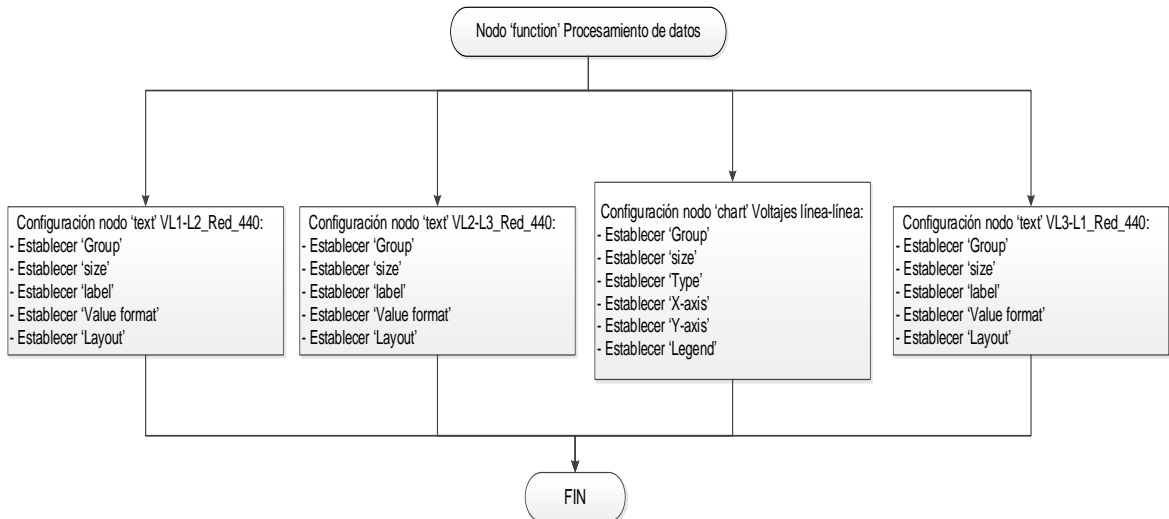 Nodo ‘function’ Procesamiento de datos
Configuración nodo ‘text’ VL1-L2_Red_440:
- Establecer ‘Group’
- Establecer ‘size’
- Establecer ‘label’
- Establecer ‘Value format’
- Establecer ‘Layout’
Configuración nodo ‘text’ VL2-L3_Red_440:
- Establecer ‘Group’
- Establecer ‘size’
- Establecer ‘label’
- Establecer ‘Value format’
- Establecer ‘Layout’
Configuración nodo ‘chart’ Voltajes línea-línea:
- Establecer ‘Group’
- Establecer ‘size’
- Establecer ‘Type’
- Establecer ‘X-axis’
- Establecer ‘Y-axis’
- Establecer ‘Legend’
Configuración nodo ‘text’ VL3-L1_Red_440:
- Establecer ‘Group’
- Establecer ‘size’
- Establecer ‘label’
- Establecer ‘Value format’
- Establecer ‘Layout’
FIN